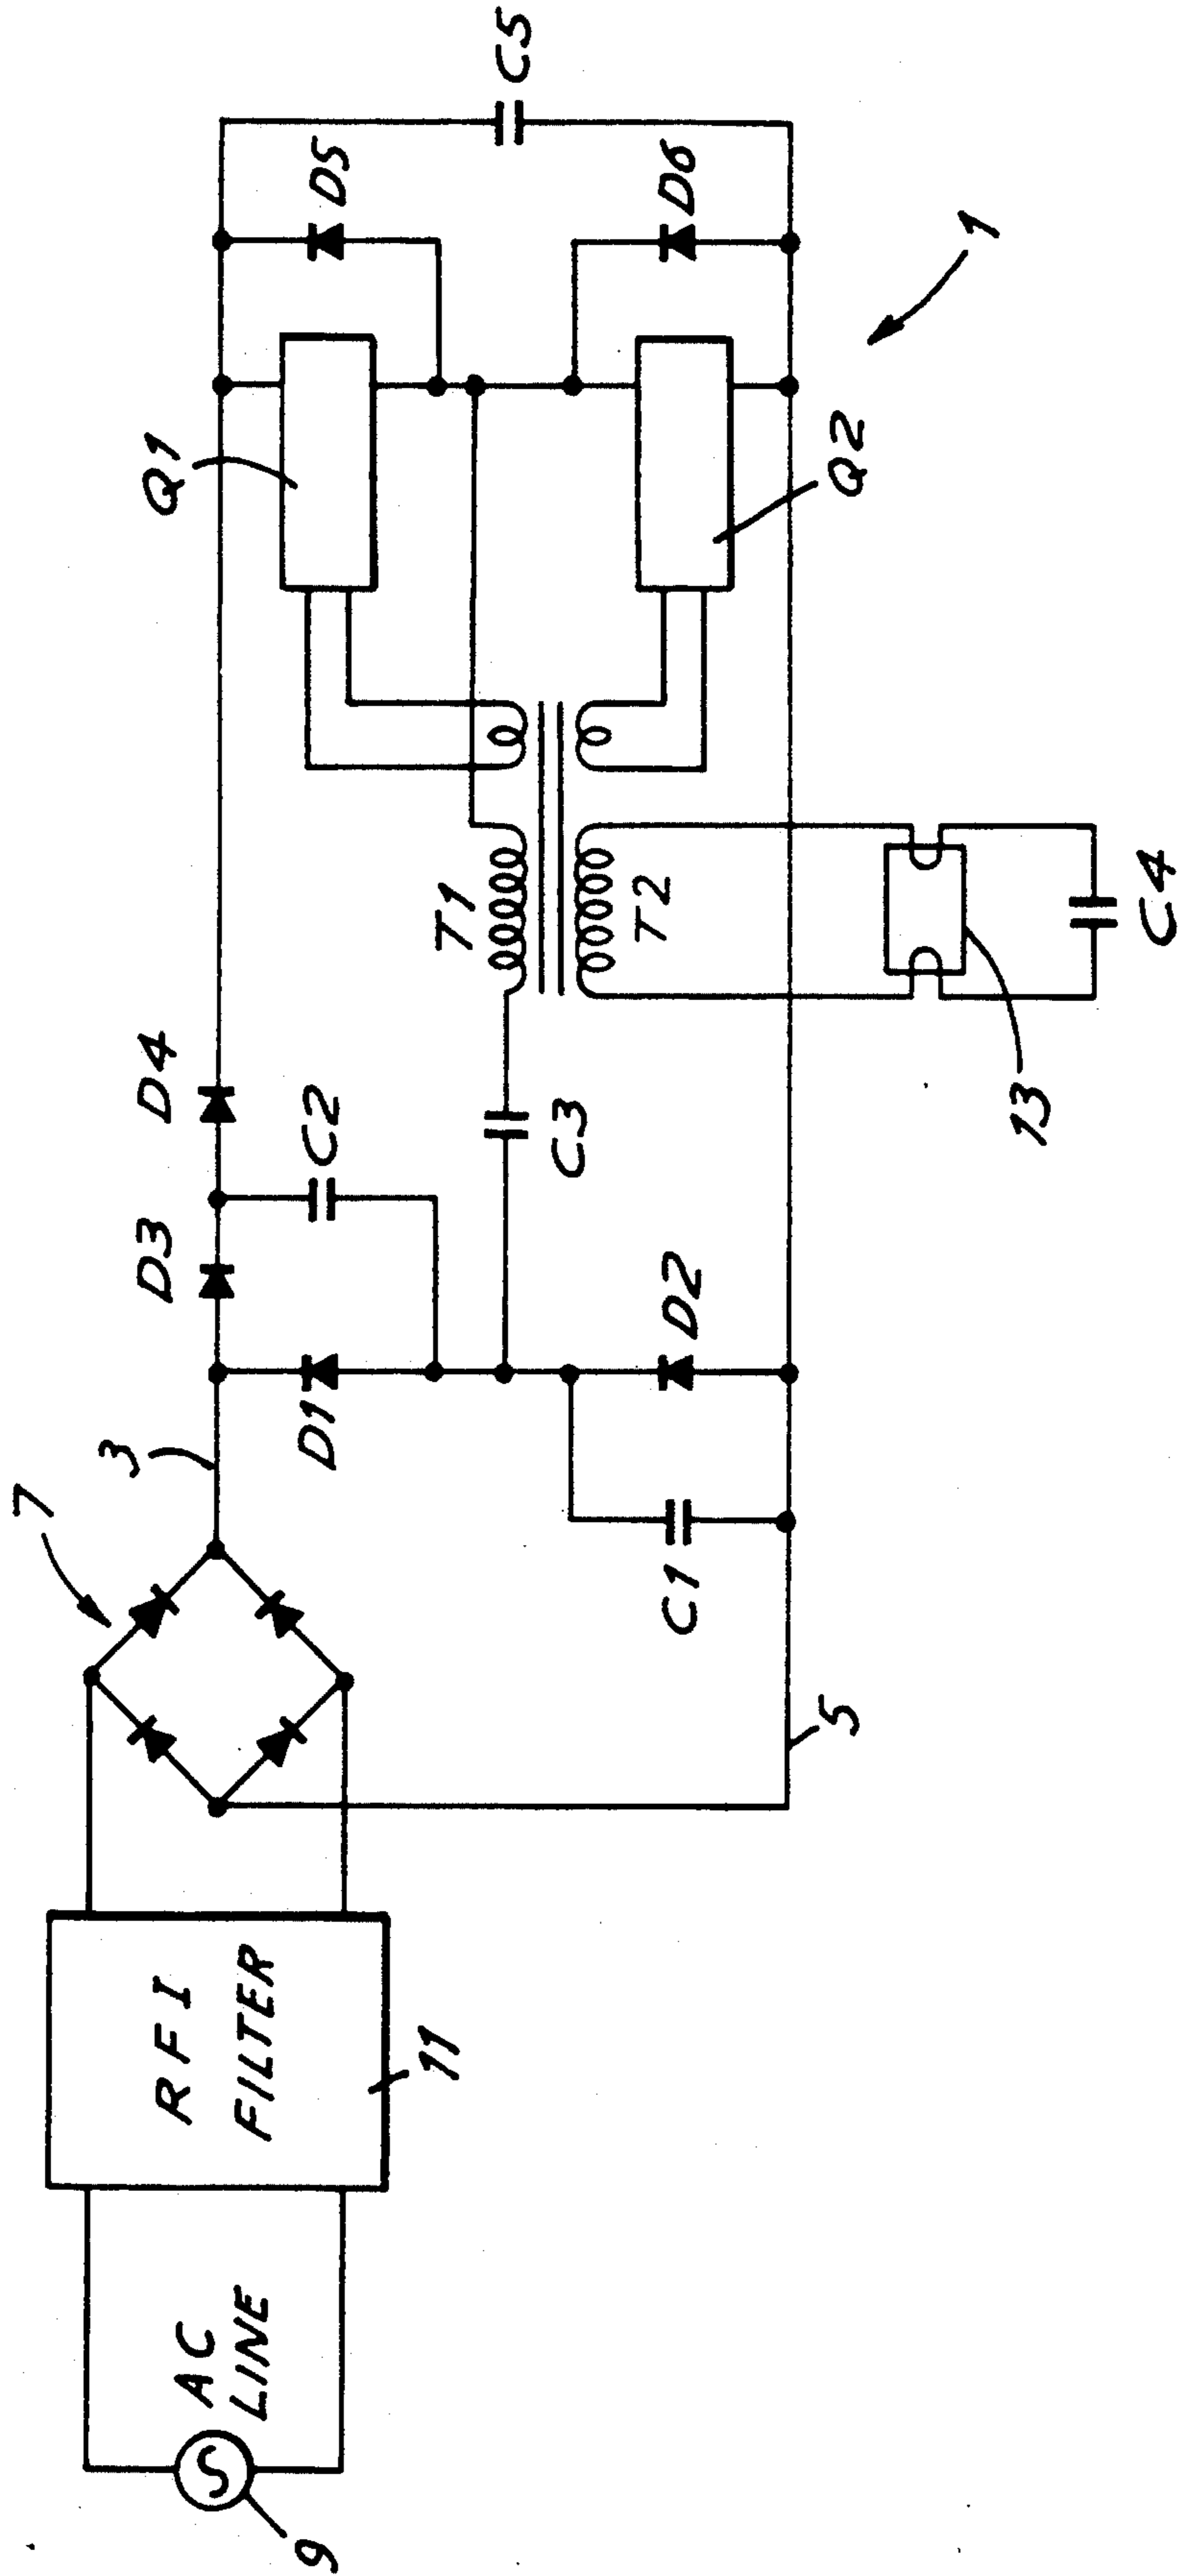 AC
LINE
9
RFI
FILTER
11
7
3
5
D1
D2
C1
D3
D4
C2
C3
T1
T2
13
C4
Q1
Q2
D5
D6
C5
1